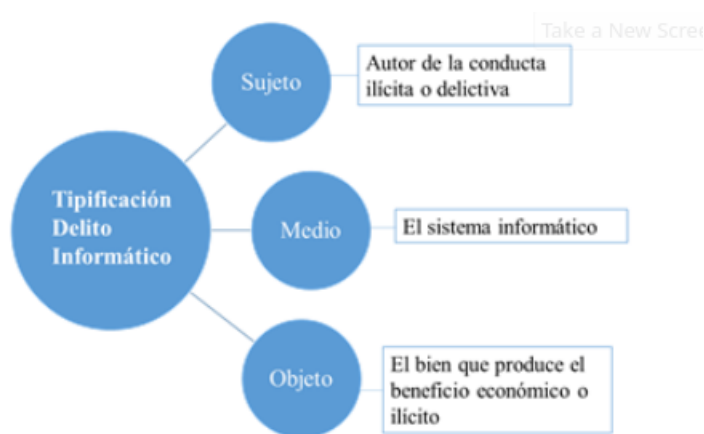 Take a New Scree
Sujeto
Autor de la conducta
ilícita o delictiva
Tipificación
Delito
Informático
Medio
El sistema informático
Objeto
El bien que produce el
beneficio económico o
ilícito